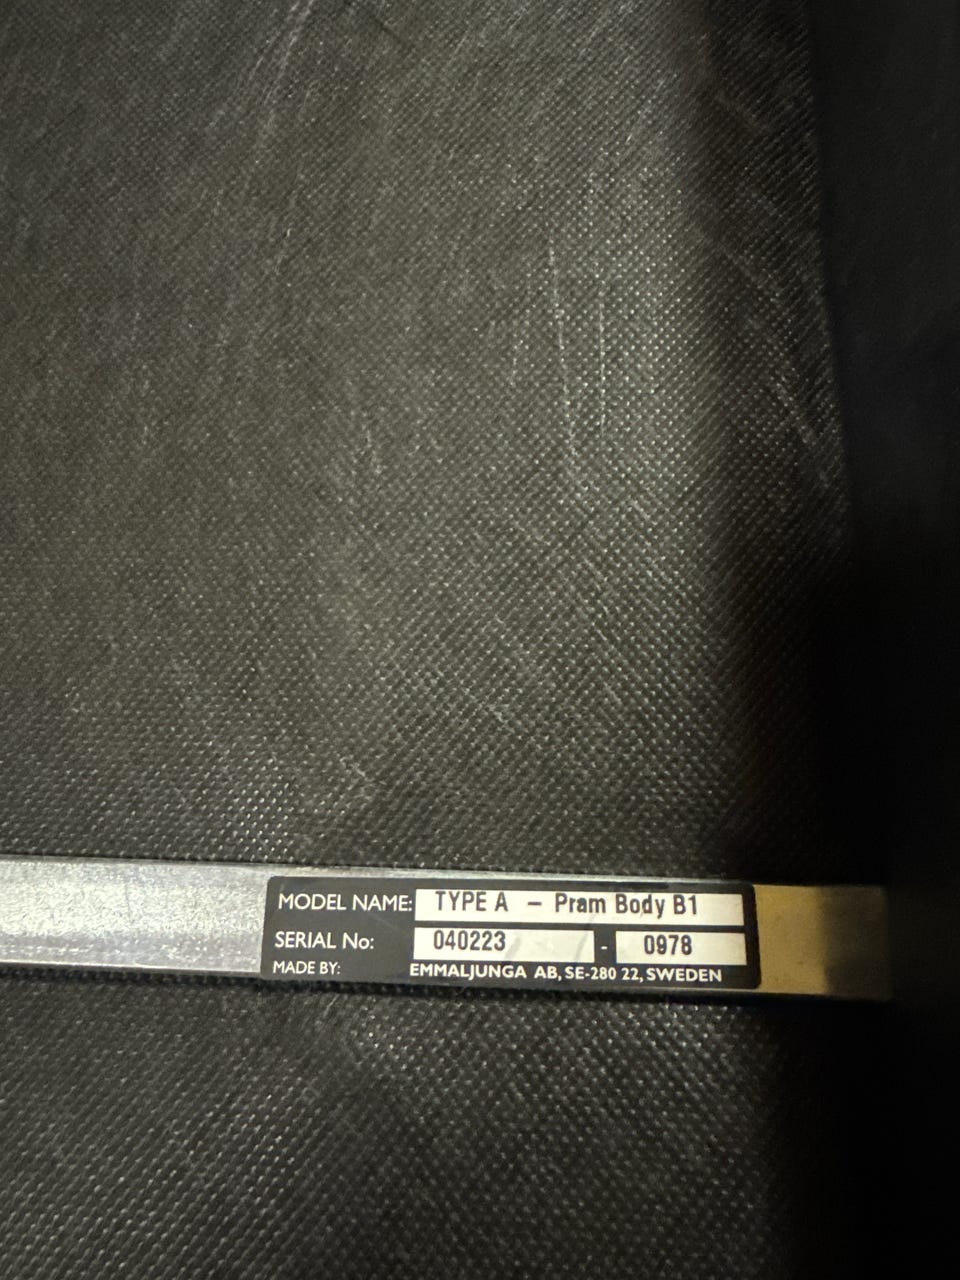 MODEL NAME: TYPE A - Pram Body B1
SERIAL No: 040223 - 0978
MADE BY: EMMALJUNGA AB, SE-280 22, SWEDEN